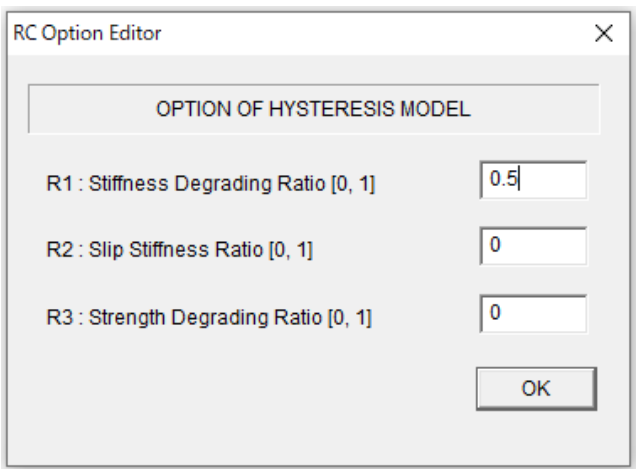 RC Option Editor
OPTION OF HYSTERESIS MODEL
R1 : Stiffness Degrading Ratio [0, 1] 0.5
R2 : Slip Stiffness Ratio [0, 1] 0
R3 : Strength Degrading Ratio [0, 1] 0
OK